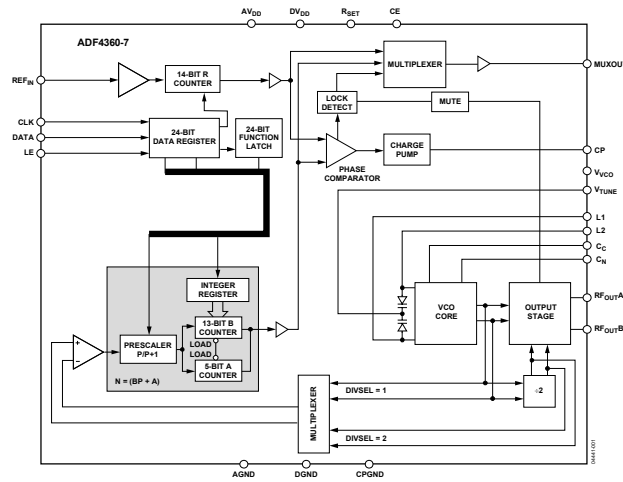 AVDD
DVDD
RSET
CE
ADF4360-7
REFIN
14-BIT R
COUNTER
MULTIPLEXER
MUXOUT
LOCK
DETECT
MUTE
CLK
DATA
LE
24-BIT
DATA REGISTER
24-BIT
FUNCTION
LATCH
PHASE
COMPARATOR
CHARGE
PUMP
CP
VVCO
VTUNE
L1
L2
CC
CN
INTEGER
REGISTER
VCO
CORE
OUTPUT
STAGE
RFOUTA
RFOUTB
PRESCALER
P/P+1
13-BIT B
COUNTER
LOAD
LOAD
5-BIT A
COUNTER
N = (BP + A)
MULTIPLEXER
DIVSEL = 1
DIVSEL = 2
÷2
AGND
DGND
CPGND
04441-001